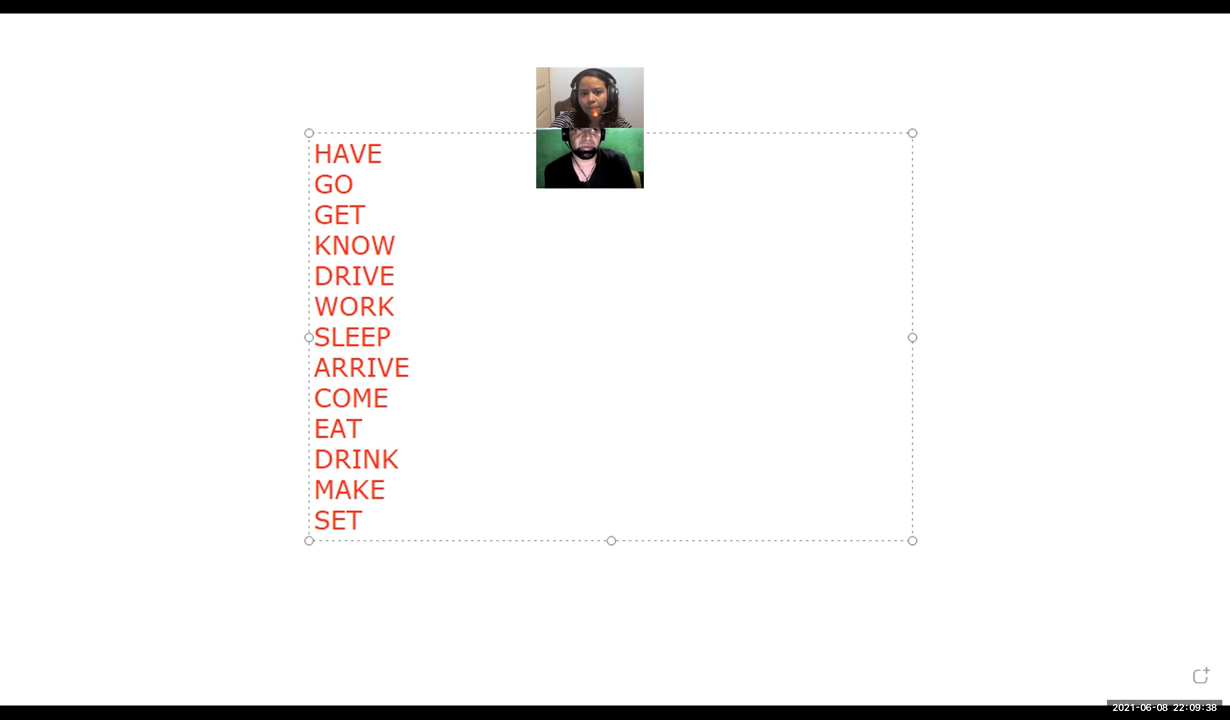 HAVE
GO
GET
KNOW
DRIVE
WORK
SLEEP
ARRIVE
COME
EAT
DRINK
MAKE
SET
2021-06-08 22:09:38